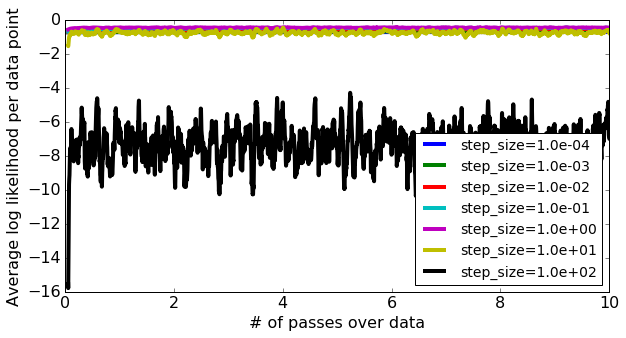 Average log likelihood per data point
0
−2
−4
−6
−8
−10
−12
−14
−16
step_size=1.0e-04
step_size=1.0e-03
step_size=1.0e-02
step_size=1.0e-01
step_size=1.0e+00
step_size=1.0e+01
step_size=1.0e+02
0 2 4 6 8 10
# of passes over data